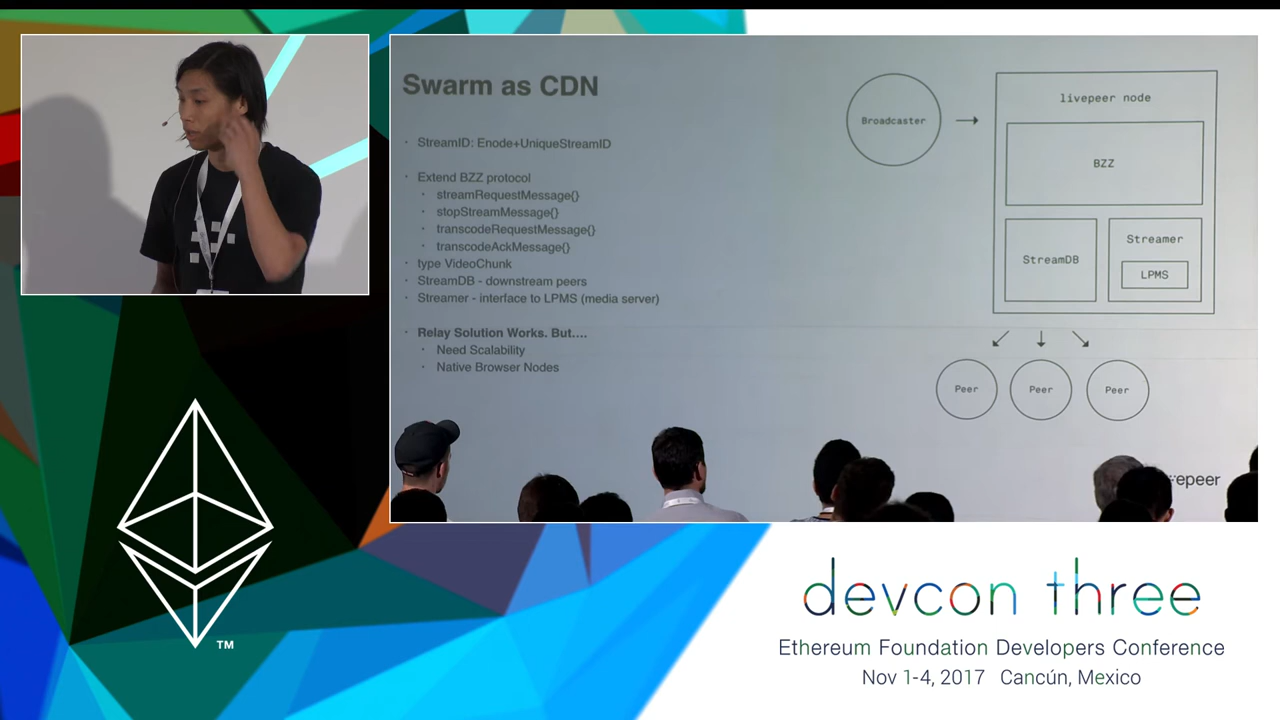 Swarm as CDN
· StreamID: Enode+UniqueStreamID
· Extend BZZ protocol
· streamRequestMessage{}
· stopStreamMessage{}
· transcodeRequestMessage{}
· transcodeAckMessage{}
· type VideoChunk
· StreamDB - downstream peers
· Streamer - interface to LPMS (media server)
· Relay Solution Works. But....
· Need Scalability
· Native Browser Nodes
Broadcaster
livepeer node
BZZ
StreamDB
Streamer
LPMS
Peer
Peer
Peer
TM
devcon three
Ethereum Foundation Developers Conference
Nov 1-4, 2017 Cancún, Mexico